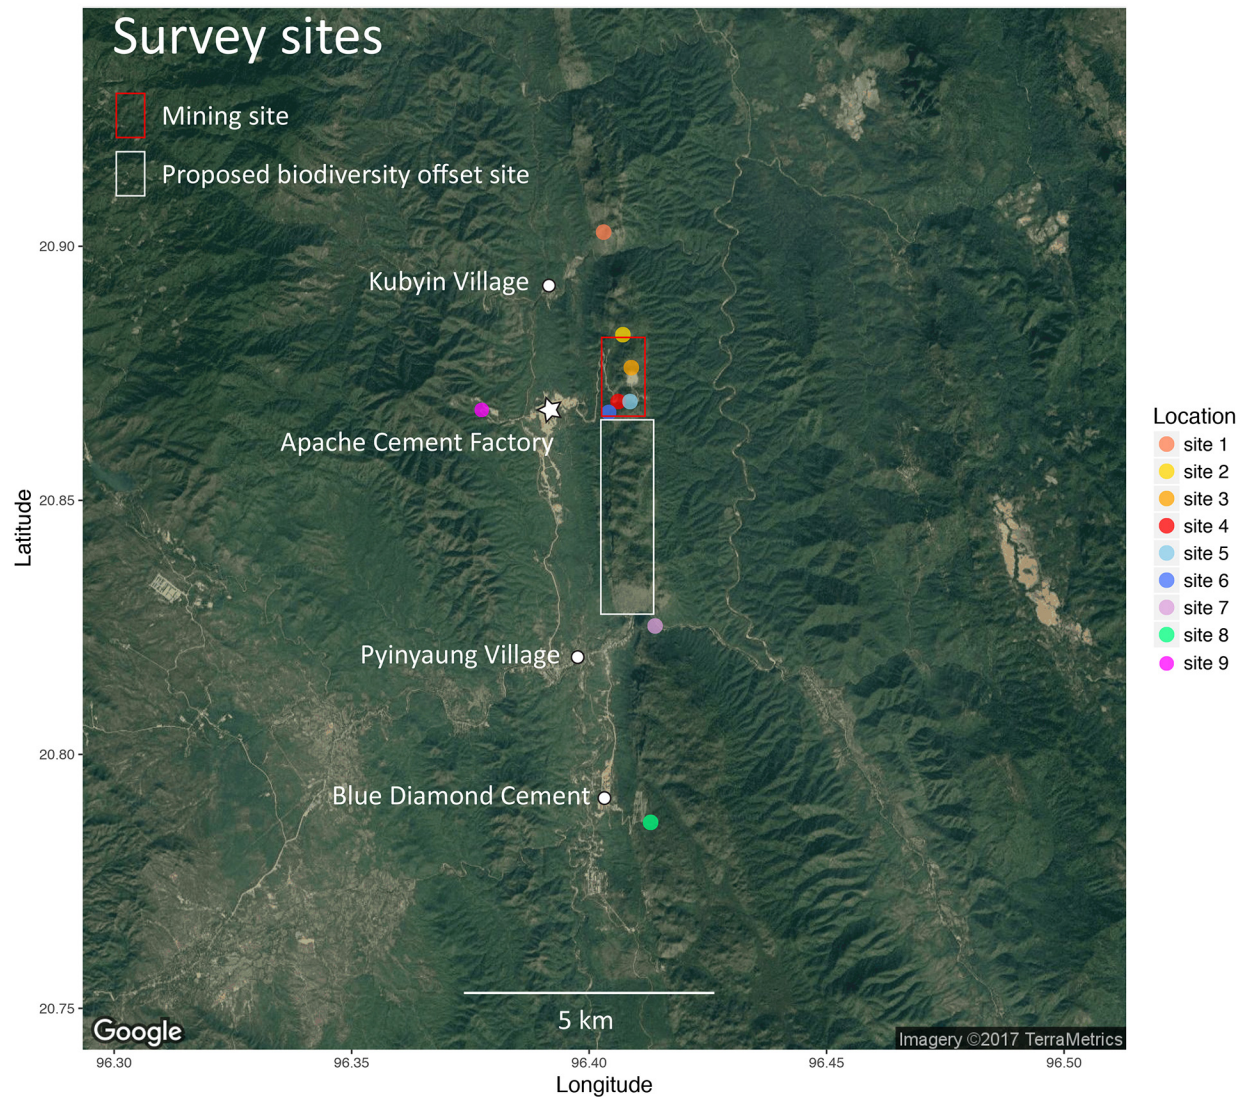 Survey sites
Mining site
Proposed biodiversity offset site
Kubyin Village
Apache Cement Factory
Pyinyaung Village
Blue Diamond Cement
5 km
Google
Imagery ©2017 TerraMetrics
20.90
20.85
20.80
20.75
Latitude
96.30
96.35
96.40
96.45
96.50
Longitude
Location
site 1
site 2
site 3
site 4
site 5
site 6
site 7
site 8
site 9